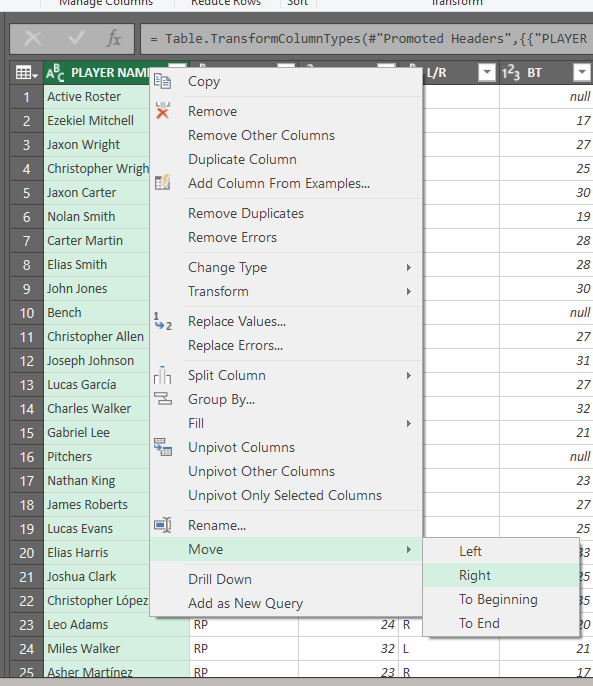 Manage Columns Reduce Rows Sort Transform
fx = Table.TransformColumnTypes(#"Promoted Headers",{{"PLAYER
ABC PLAYER NAM L/R 123 BT
1 Active Roster null
2 Ezekiel Mitchell 17
3 Jaxon Wright 27
4 Christopher Wrigh 25
5 Jaxon Carter 30
6 Nolan Smith 19
7 Carter Martin 28
8 Elias Smith 28
9 John Jones 30
10 Bench null
11 Christopher Allen 27
12 Joseph Johnson 31
13 Lucas García 27
14 Charles Walker 32
15 Gabriel Lee 21
16 Pitchers null
17 Nathan King 23
18 James Roberts 27
19 Lucas Evans 25
20 Elias Harris 33
21 Joshua Clark 25
22 Christopher López 35
23 Leo Adams RP 24 R 20
24 Miles Walker RP 32 L 21
25 Asher Martínez RP 23 R 17
Copy
Remove
Remove Other Columns
Duplicate Column
Add Column From Examples...
Remove Duplicates
Remove Errors
Change Type
Transform
Replace Values...
Replace Errors...
Split Column
Group By...
Fill
Unpivot Columns
Unpivot Other Columns
Unpivot Only Selected Columns
Rename...
Move
Drill Down
Add as New Query
Left
Right
To Beginning
To End